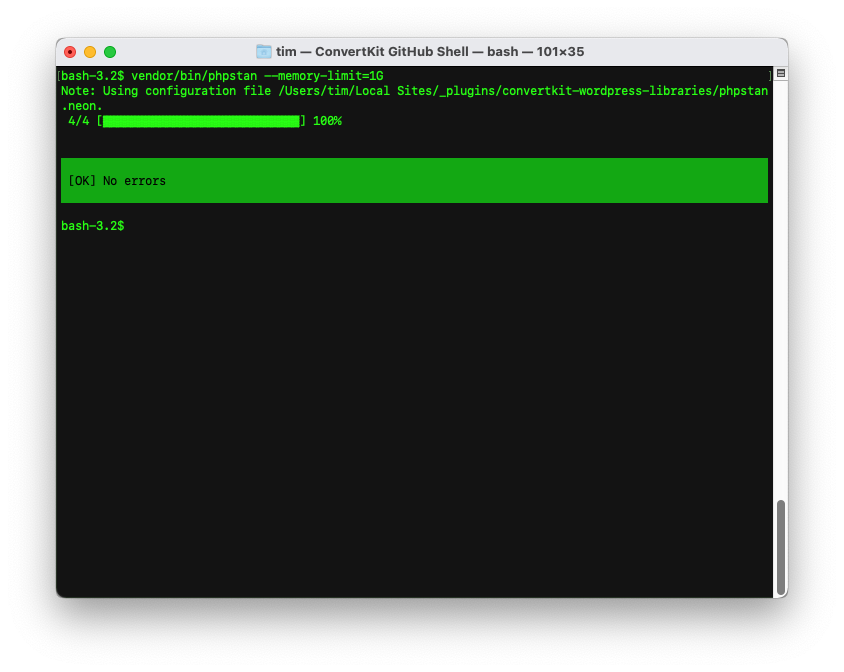 tim — ConvertKit GitHub Shell — bash — 101×35
[bash-3.2$ vendor/bin/phpstan --memory-limit=1G ]
Note: Using configuration file /Users/tim/Local Sites/_plugins/convertkit-wordpress-libraries/phpstan
.neon.
4/4 [▓▓▓▓▓▓▓▓▓▓▓▓▓▓▓▓▓▓▓▓▓▓▓▓▓▓▓▓] 100%
[OK] No errors
bash-3.2$